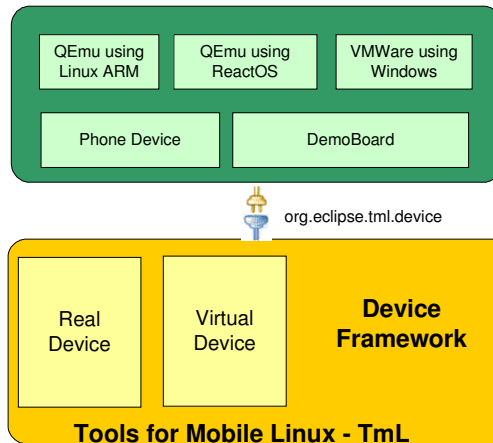 QEmu using
Linux ARM
QEmu using
ReactOS
VMWare using
Windows
Phone Device
DemoBoard
org.eclipse.tml.device
Real
Device
Virtual
Device
Device
Framework
Tools for Mobile Linux - TmL